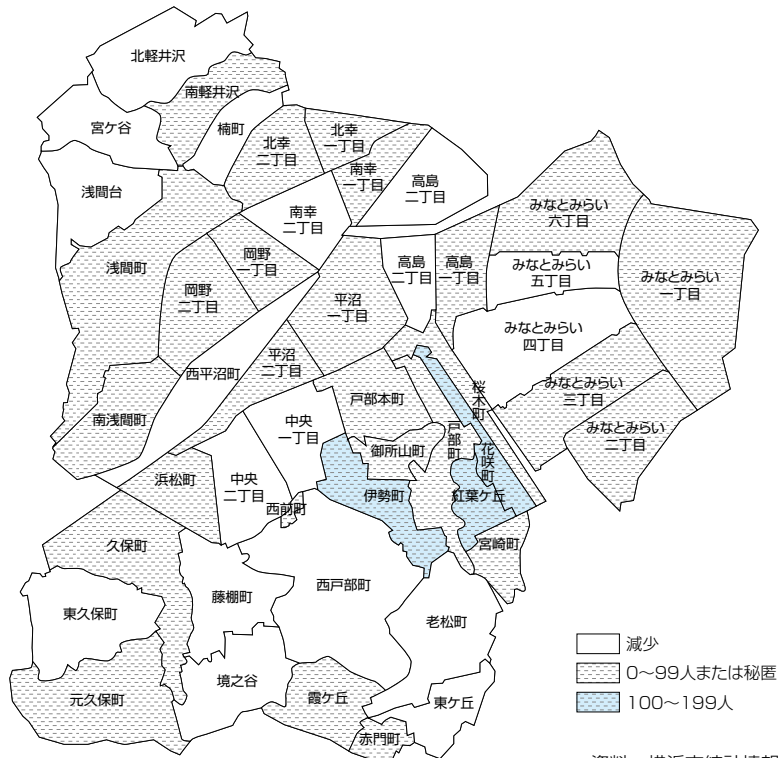 北軽井沢
南軽井沢
宮ケ谷
楠町
北幸
一丁目
北幸
二丁目
南幸
一丁目
高島
二丁目
浅間台
南幸
二丁目
みなとみらい
六丁目
浅間町
岡野
一丁目
高島
二丁目
高島
一丁目
みなとみらい
五丁目
みなとみらい
一丁目
岡野
二丁目
平沼
一丁目
みなとみらい
四丁目
西平沼町
平沼
二丁目
戸部本町
桜木町
みなとみらい
三丁目
南浅間町
中央
一丁目
御所山町
戸部町
花咲町
みなとみらい
二丁目
浜松町
中央
二丁目
西前町
伊勢町
紅葉ケ丘
宮崎町
久保町
藤棚町
西戸部町
東久保町
老松町
境之谷
元久保町
霞ケ丘
東ケ丘
赤門町
減少
0〜99人または秘匿
100〜199人